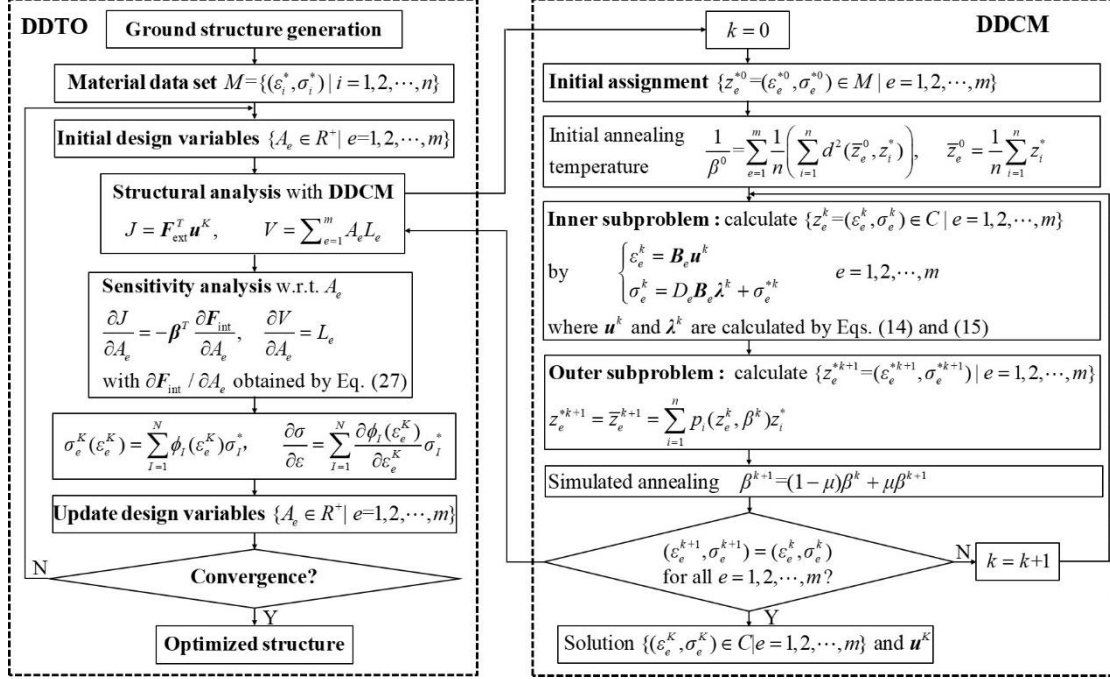 DDTO
Ground structure generation
Material data set M={(ε_i^*,σ_i^*) | i=1,2,⋯,n}
Initial design variables {A_e ∈ R^+ | e=1,2,⋯,m}
Structural analysis with DDCM
J = F_ext^T u^K,   V = ∑_{e=1}^m A_e L_e
Sensitivity analysis w.r.t. A_e
∂J/∂A_e = −β^T ∂F_int/∂A_e,   ∂V/∂A_e = L_e
with ∂F_int / ∂A_e obtained by Eq. (27)
σ_e^K(ε_e^K) = ∑_{I=1}^N ϕ_I(ε_e^K)σ_I^*,   ∂σ/∂ε = ∑_{I=1}^N ∂ϕ_I(ε_e^K)/∂ε_e^K σ_I^*
Update design variables {A_e ∈ R^+ | e=1,2,⋯,m}
N
Convergence?
Y
Optimized structure
DDCM
k = 0
Initial assignment {z_e^{*0}=(ε_e^{*0},σ_e^{*0}) ∈ M | e = 1,2,⋯,m}
Initial annealing
temperature
1/β^0 = ∑_{e=1}^m 1/n (∑_{i=1}^n d^2(z̄_e^0, z_i^*)),   z̄_e^0 = 1/n ∑_{i=1}^n z_i^*
Inner subproblem : calculate {z_e^k=(ε_e^k,σ_e^k) ∈ C | e = 1,2,⋯,m}
by
{ε_e^k = B_e u^k
σ_e^k = D_e B_e λ^k + σ_e^{*k}
e = 1,2,⋯,m
where u^k and λ^k are calculated by Eqs. (14) and (15)
Outer subproblem : calculate {z_e^{*k+1}=(ε_e^{*k+1},σ_e^{*k+1}) | e = 1,2,⋯,m}
z_e^{*k+1} = z̄_e^{k+1} = ∑_{i=1}^n p_i(z_e^k, β^k)z_i^*
Simulated annealing β^{k+1}=(1−μ)β^k + μβ^{k+1}
(ε_e^{k+1},σ_e^{k+1}) = (ε_e^k,σ_e^k)
for all e = 1,2,⋯,m?
N
k = k+1
Y
Solution {(ε_e^K,σ_e^K) ∈ C|e = 1,2,⋯,m} and u^K